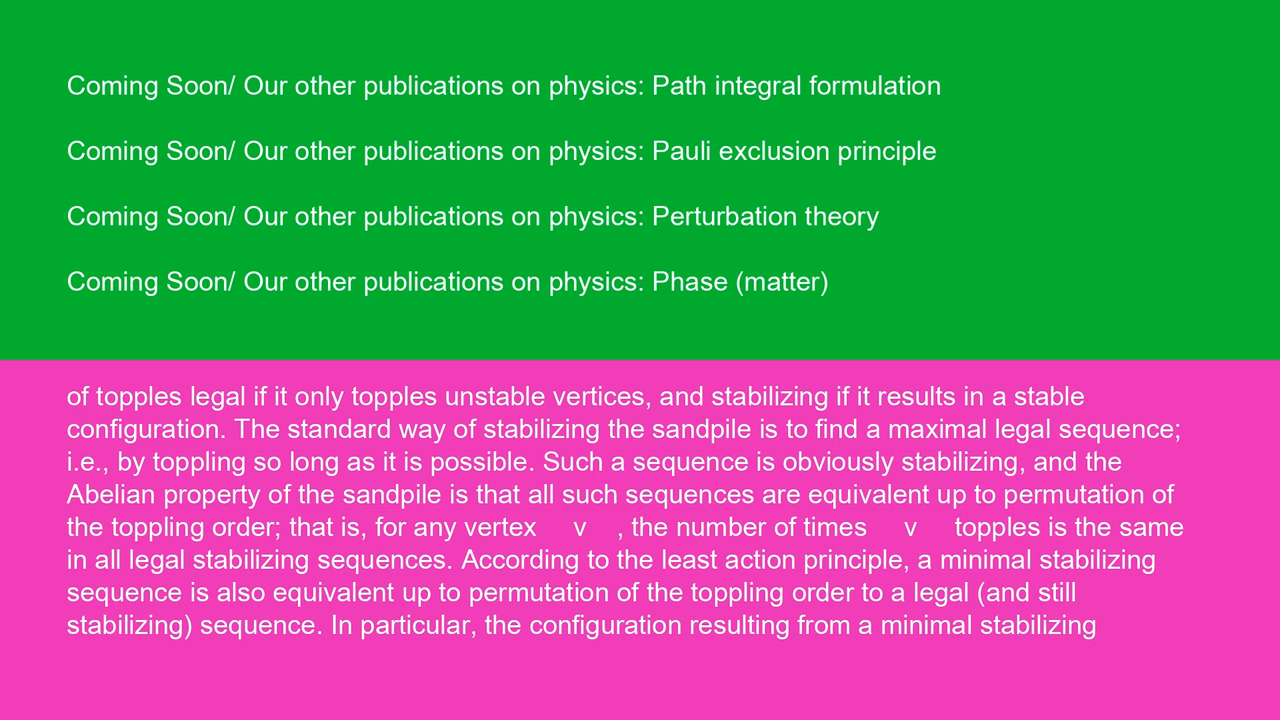 Coming Soon/ Our other publications on physics: Path integral formulation
Coming Soon/ Our other publications on physics: Pauli exclusion principle
Coming Soon/ Our other publications on physics: Perturbation theory
Coming Soon/ Our other publications on physics: Phase (matter)
of topples legal if it only topples unstable vertices, and stabilizing if it results in a stable
configuration. The standard way of stabilizing the sandpile is to find a maximal legal sequence;
i.e., by toppling so long as it is possible. Such a sequence is obviously stabilizing, and the
Abelian property of the sandpile is that all such sequences are equivalent up to permutation of
the toppling order; that is, for any vertex v , the number of times v topples is the same
in all legal stabilizing sequences. According to the least action principle, a minimal stabilizing
sequence is also equivalent up to permutation of the toppling order to a legal (and still
stabilizing) sequence. In particular, the configuration resulting from a minimal stabilizing